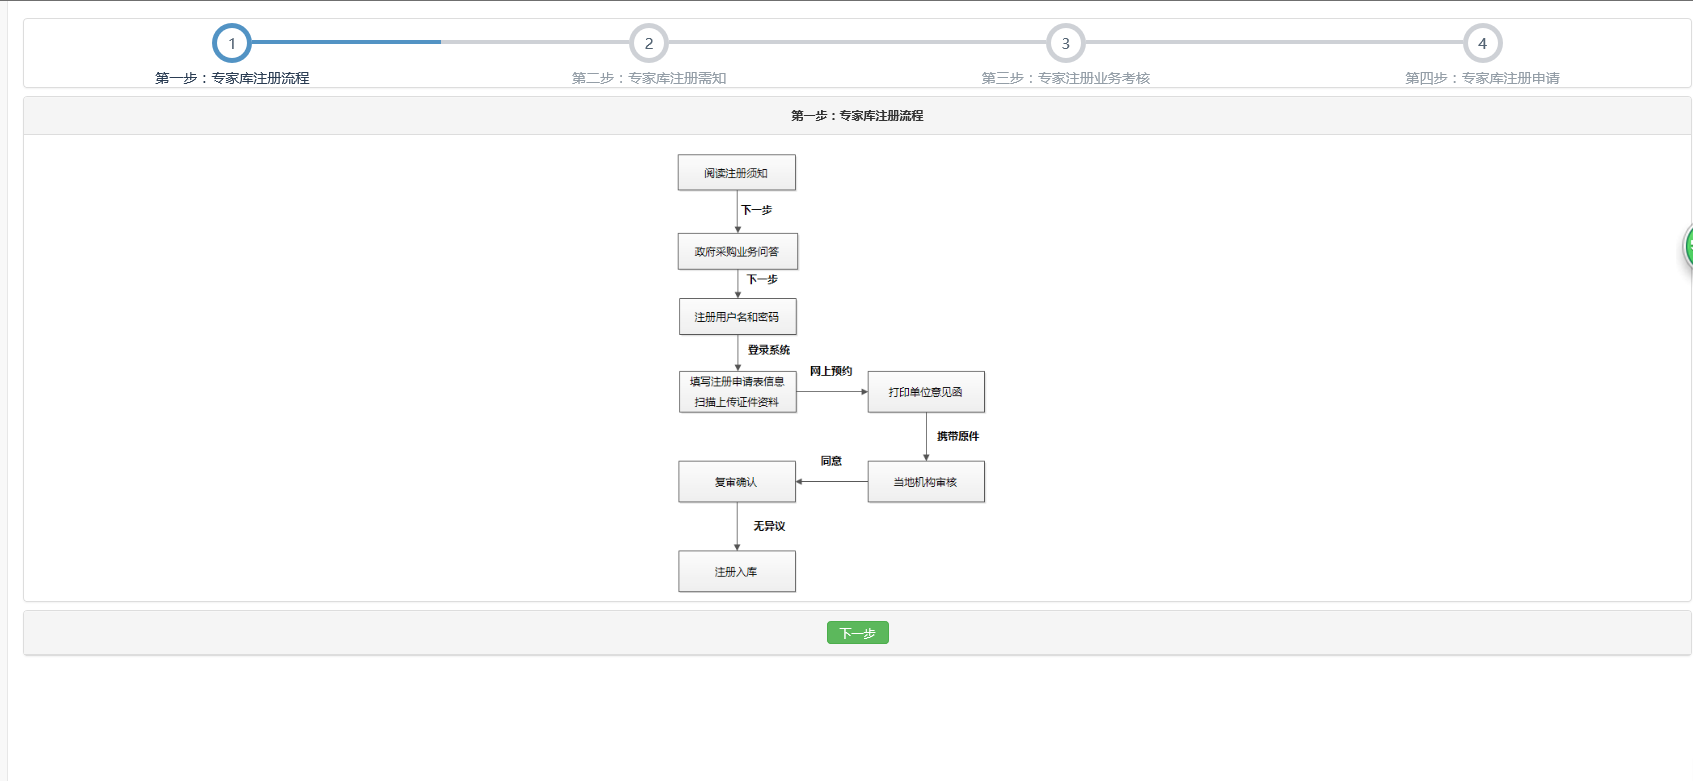 1
2
3
4
第一步：专家库注册流程
第二步：专家库注册需知
第三步：专家注册业务考核
第四步：专家库注册申请
第一步：专家库注册流程
阅读注册须知
下一步
政府采购业务问答
下一步
注册用户名和密码
登录系统
填写注册申请表信息
扫描上传证件资料
网上预约
打印单位意见函
携带原件
当地机构审核
同意
复审确认
无异议
注册入库
下一步